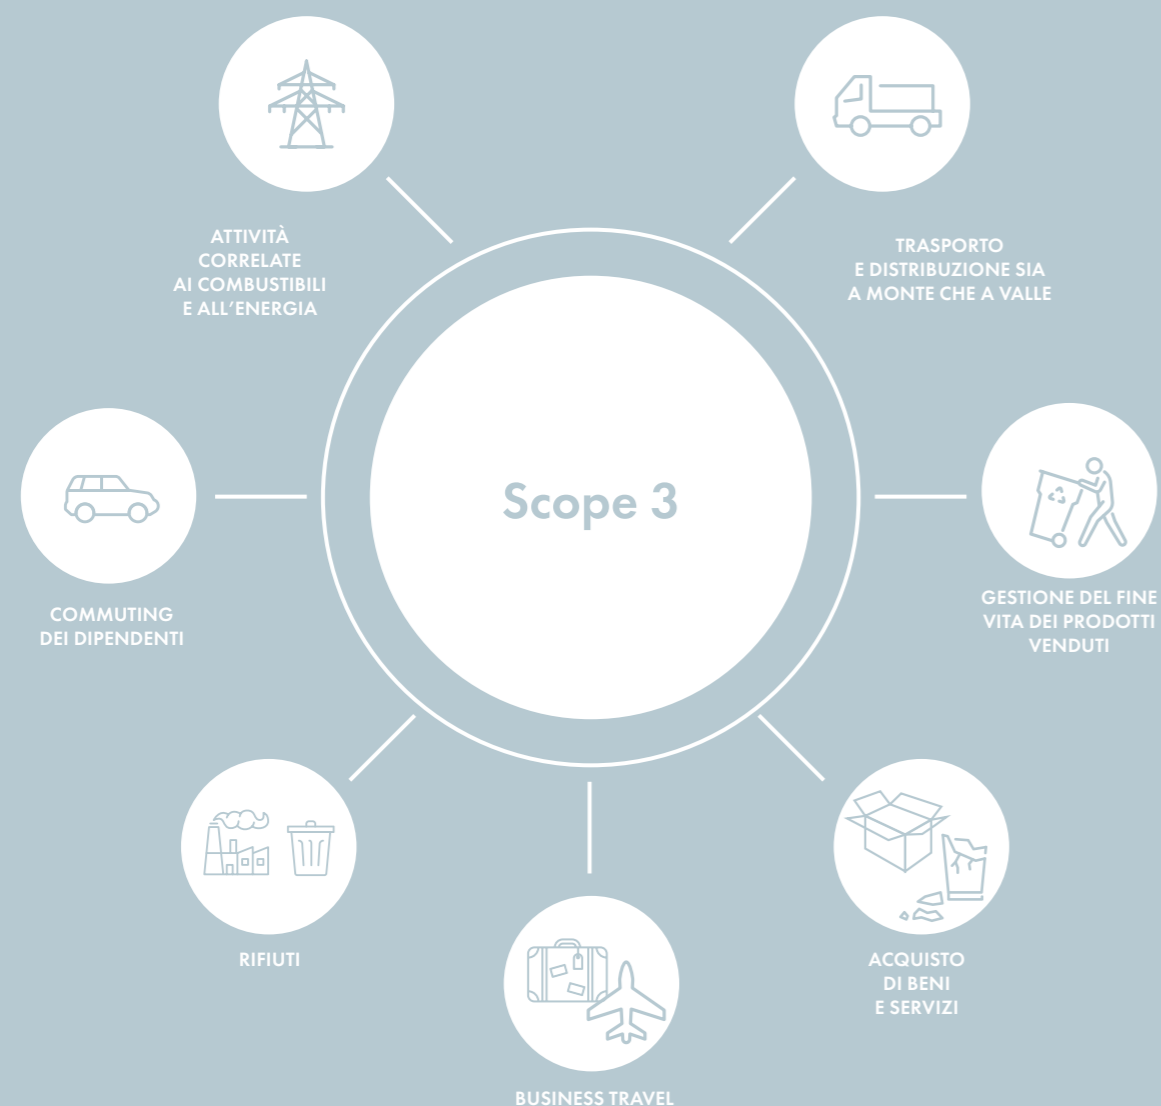 ATTIVITÀ
CORRELATE
AI COMBUSTIBILI
E ALL'ENERGIA
TRASPORTO
E DISTRIBUZIONE SIA
A MONTE CHE A VALLE
Scope 3
COMMUTING
DEI DIPENDENTI
GESTIONE DEL FINE
VITA DEI PRODOTTI
VENDUTI
RIFIUTI
ACQUISTO
DI BENI
E SERVIZI
BUSINESS TRAVEL